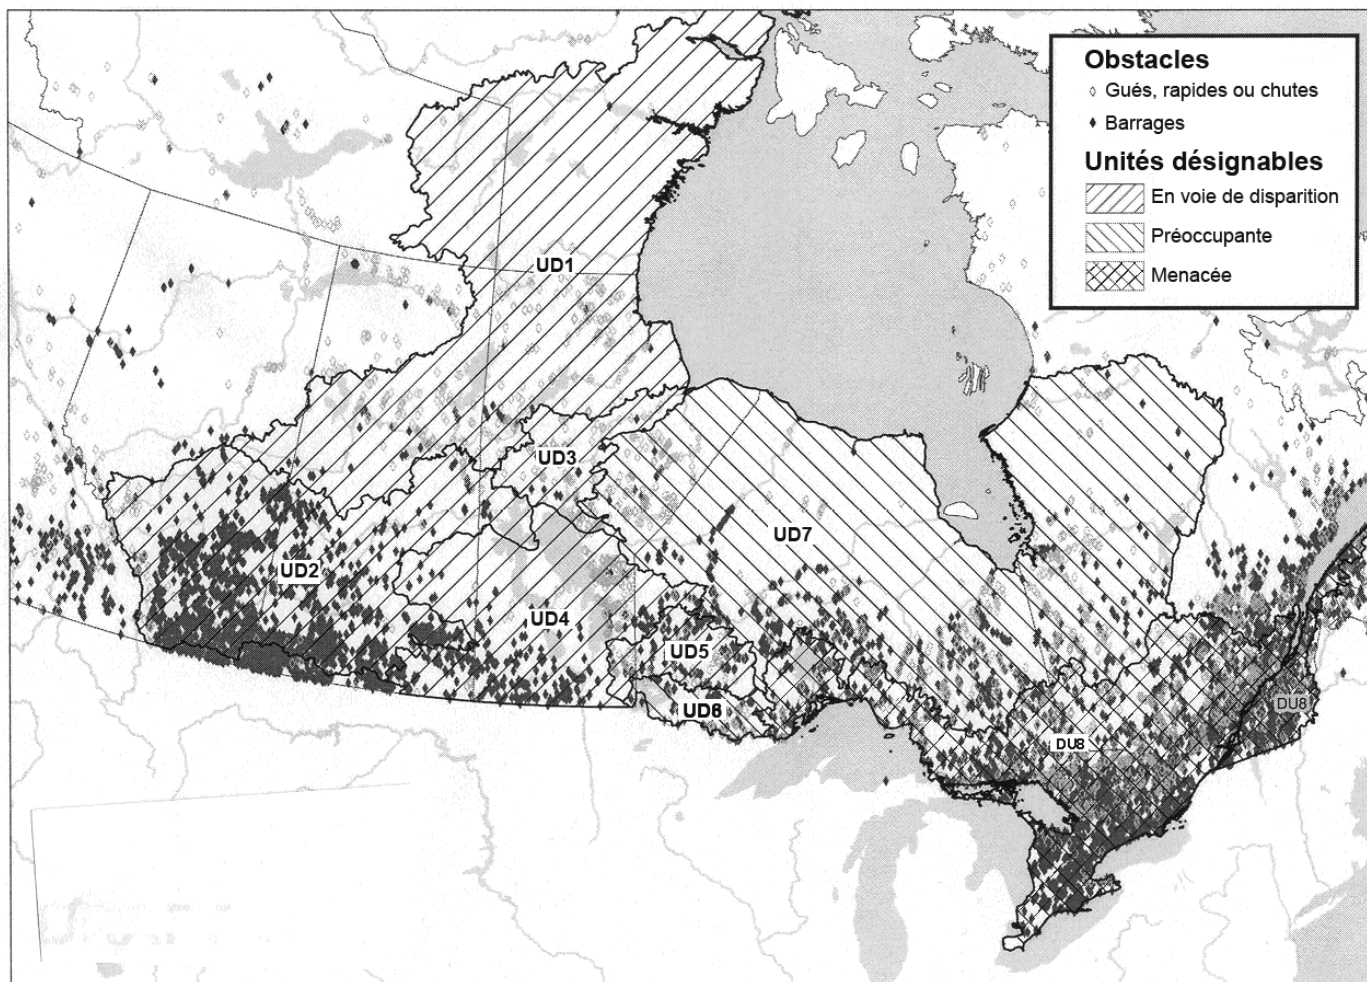 Obstacles
Gués, rapides ou chutes
Barrages
Unités désignables
En voie de disparition
Préoccupante
Menacée
UD1
UD3
UD7
UD2
UD4
UD5
UD6
DU8
DU8